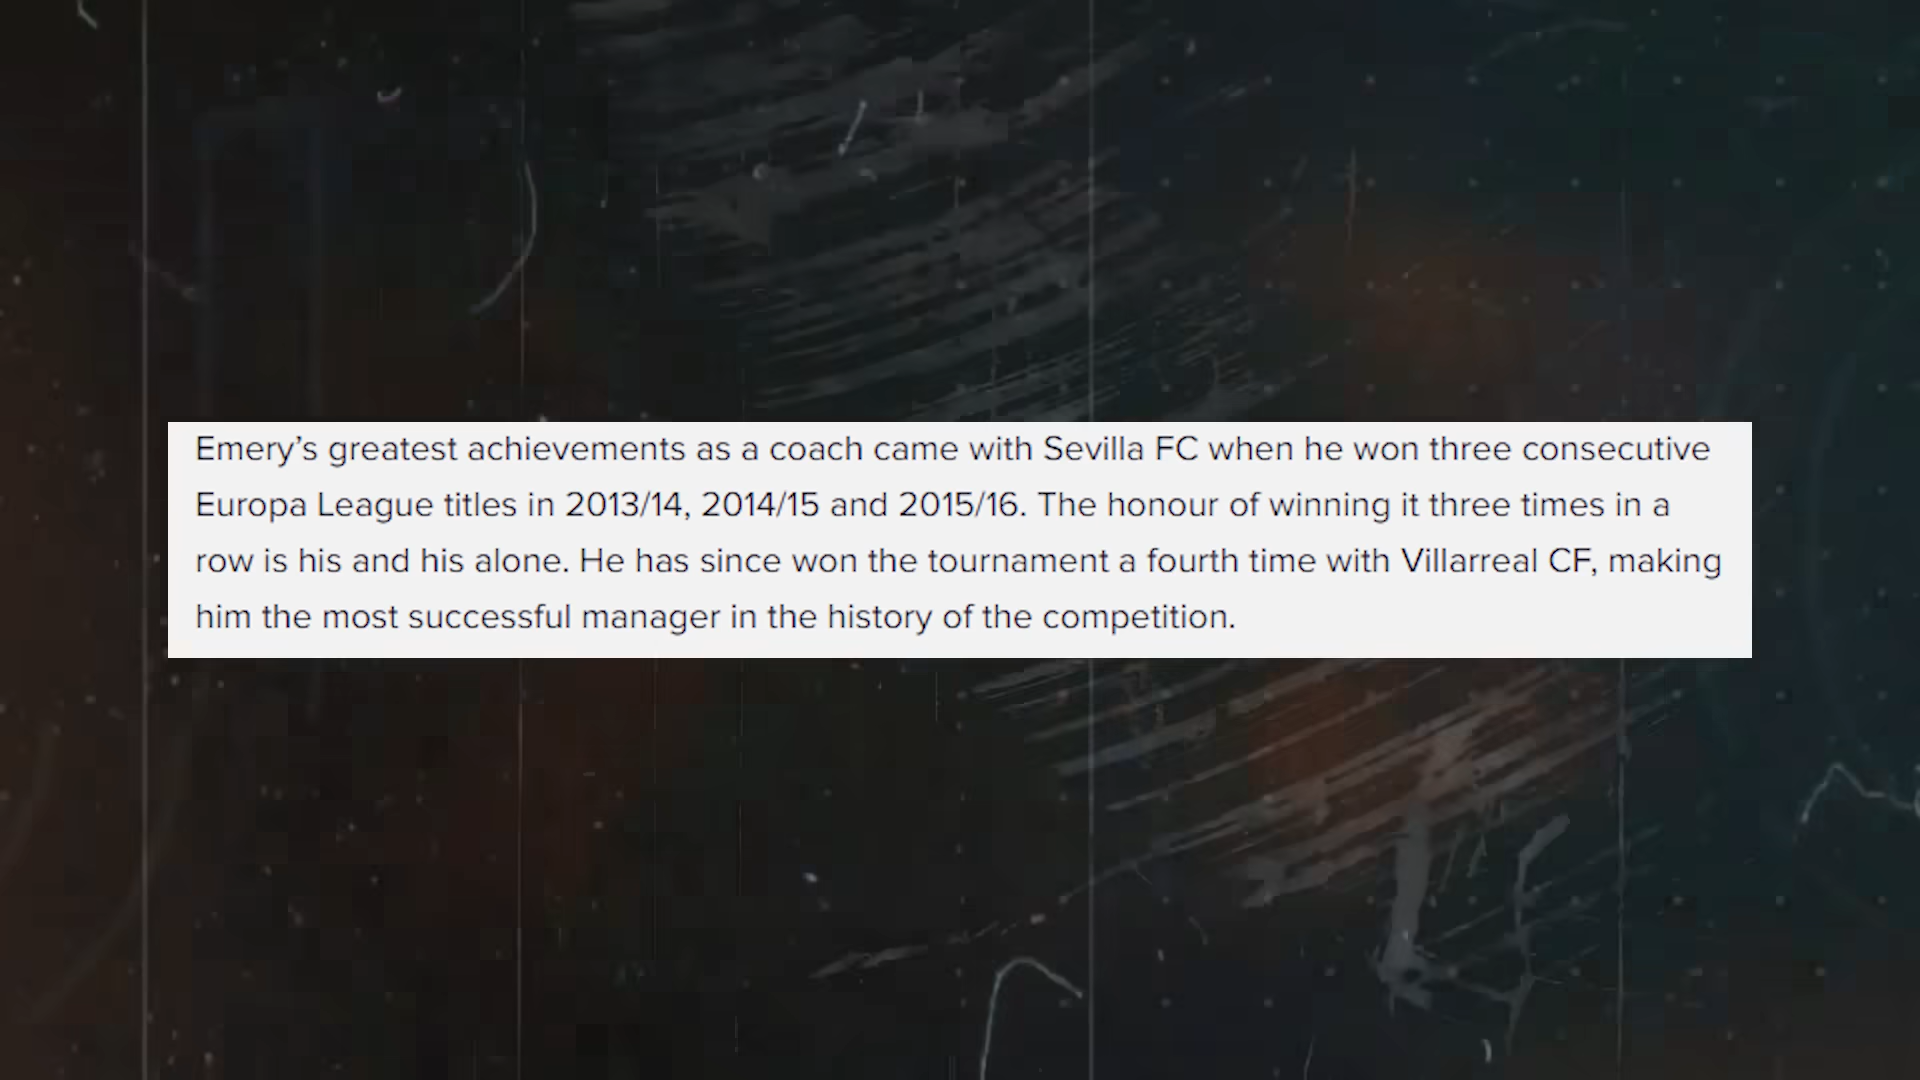 Emery’s greatest achievements as a coach came with Sevilla FC when he won three consecutive
Europa League titles in 2013/14, 2014/15 and 2015/16. The honour of winning it three times in a
row is his and his alone. He has since won the tournament a fourth time with Villarreal CF, making
him the most successful manager in the history of the competition.